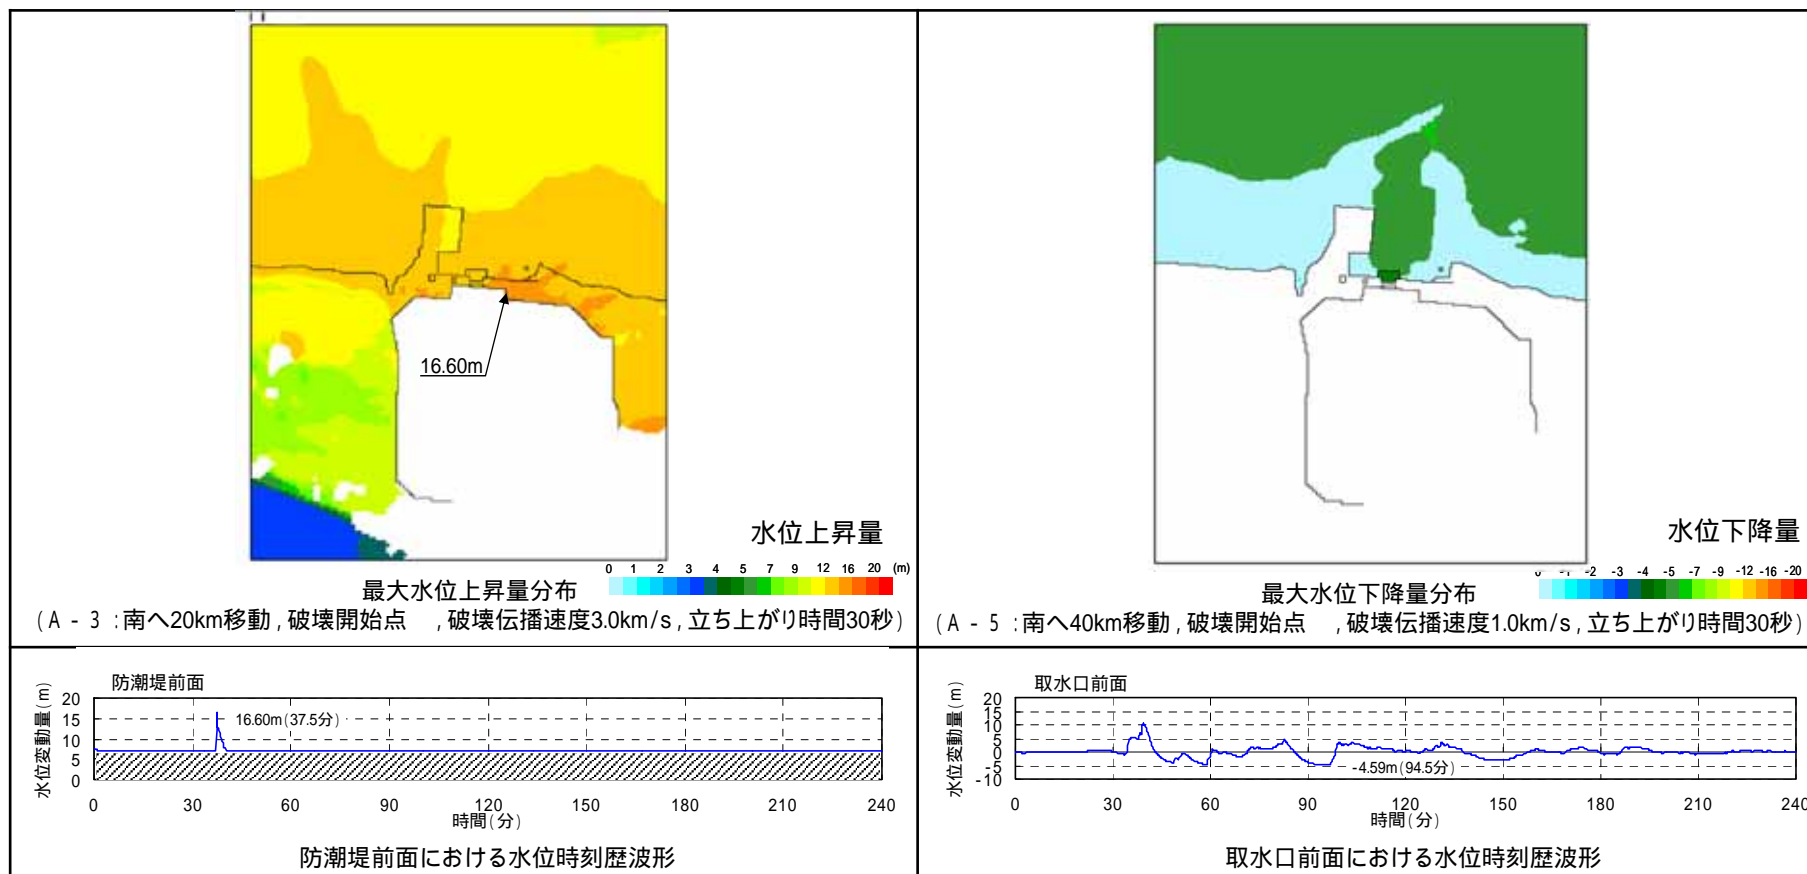 16.60m
水位上昇量
0 1 2 3 4 5 7 9 12 16 20 (m)
最大水位上昇量分布
(A-3:南へ20km移動,破壊開始点 ,破壊伝播速度3.0km/s,立ち上がり時間30秒)
水位下降量
0 -1 -2 -3 -4 -5 -7 -9 -12 -16 -20
最大水位下降量分布
(A-5:南へ40km移動,破壊開始点 ,破壊伝播速度1.0km/s,立ち上がり時間30秒)
防潮堤前面
水位変動量(m)
20
15
10
5
0
16.60m(37.5分)
0 30 60 90 120 150 180 210 240
時間(分)
防潮堤前面における水位時刻歴波形
取水口前面
水位変動量(m)
20
15
10
5
0
-5
-10
-4.59m(94.5分)
0 30 60 90 120 150 180 210 240
時間(分)
取水口前面における水位時刻歴波形